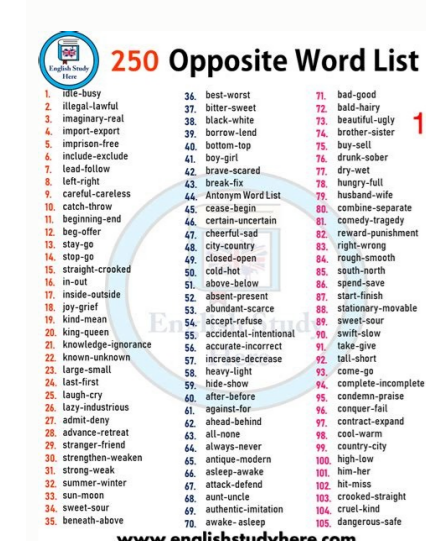 English Study
Here
250 Opposite Word List
1. idle-busy
2. illegal-lawful
3. imaginary-real
4. import-export
5. imprison-free
6. include-exclude
7. lead-follow
8. left-right
9. careful-careless
10. catch-throw
11. beginning-end
12. beg-offer
13. stay-go
14. stop-go
15. straight-crooked
16. in-out
17. inside-outside
18. joy-grief
19. kind-mean
20. king-queen
21. knowledge-ignorance
22. known-unknown
23. large-small
24. last-first
25. laugh-cry
26. lazy-industrious
27. admit-deny
28. advance-retreat
29. stranger-friend
30. strengthen-weaken
31. strong-weak
32. summer-winter
33. sun-moon
34. sweet-sour
35. beneath-above
36. best-worst
37. bitter-sweet
38. black-white
39. borrow-lend
40. bottom-top
41. boy-girl
42. brave-scared
43. break-fix
44. Antonym Word List
45. cease-begin
46. certain-uncertain
47. cheerful-sad
48. city-country
49. closed-open
50. cold-hot
51. above-below
52. absent-present
53. abundant-scarce
54. accept-refuse
55. accidental-intentional
56. accurate-incorrect
57. increase-decrease
58. heavy-light
59. hide-show
60. after-before
61. against-for
62. ahead-behind
63. all-none
64. always-never
65. antique-modern
66. asleep-awake
67. attack-defend
68. aunt-uncle
69. authentic-imitation
70. awake- asleep
71. bad-good
72. bald-hairy
73. beautiful-ugly
74. brother-sister
75. buy-sell
76. drunk-sober
77. dry-wet
78. hungry-full
79. husband-wife
80. combine-separate
81. comedy-tragedy
82. reward-punishment
83. right-wrong
84. rough-smooth
85. south-north
86. spend-save
87. start-finish
88. stationary-movable
89. sweet-sour
90. swift-slow
91. take-give
92. tall-short
93. come-go
94. complete-incomplete
95. condemn-praise
96. conquer-fail
97. contract-expand
98. cool-warm
99. country-city
100. high-low
101. him-her
102. hit-miss
103. crooked-straight
104. cruel-kind
105. dangerous-safe
1
www.englishstudyhere.com